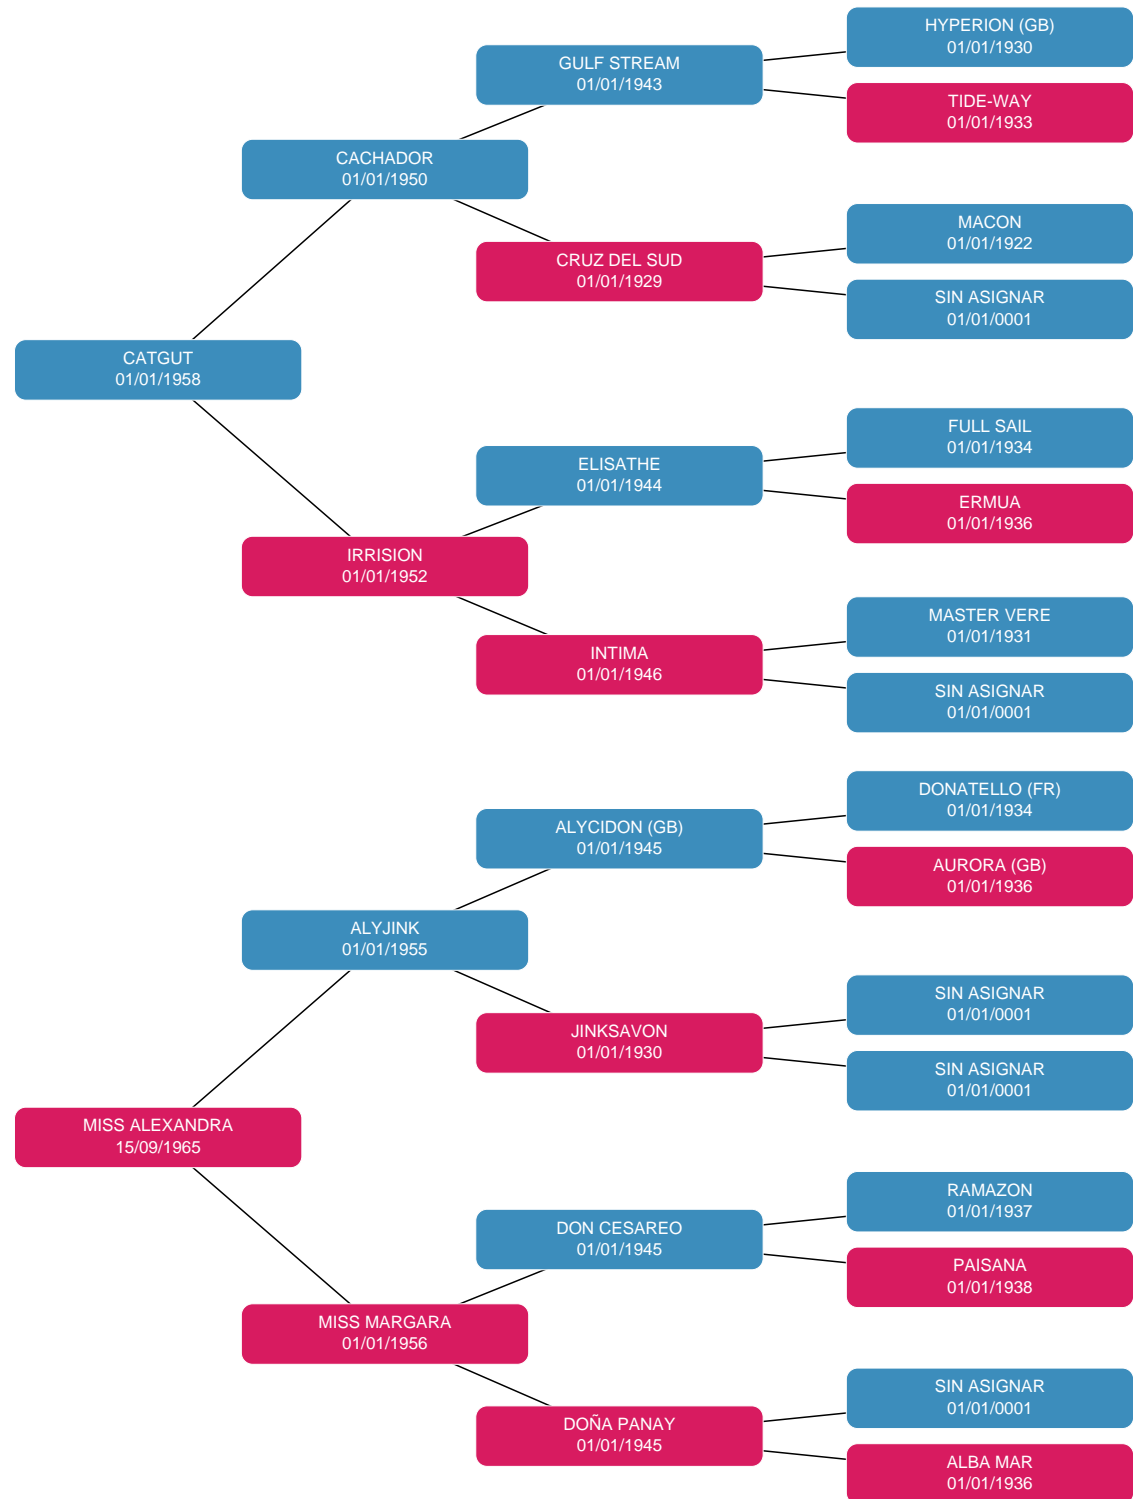 HYPERION (GB)
01/01/1930
GULF STREAM
01/01/1943
TIDE-WAY
01/01/1933
CACHADOR
01/01/1950
MACON
01/01/1922
CRUZ DEL SUD
01/01/1929
SIN ASIGNAR
01/01/0001
CATGUT
01/01/1958
FULL SAIL
01/01/1934
ELISATHE
01/01/1944
ERMUA
01/01/1936
IRRISION
01/01/1952
MASTER VERE
01/01/1931
INTIMA
01/01/1946
SIN ASIGNAR
01/01/0001
DONATELLO (FR)
01/01/1934
ALYCIDON (GB)
01/01/1945
AURORA (GB)
01/01/1936
ALYJINK
01/01/1955
SIN ASIGNAR
01/01/0001
JINKSAVON
01/01/1930
SIN ASIGNAR
01/01/0001
MISS ALEXANDRA
15/09/1965
RAMAZON
01/01/1937
DON CESAREO
01/01/1945
PAISANA
01/01/1938
MISS MARGARA
01/01/1956
SIN ASIGNAR
01/01/0001
DOÑA PANAY
01/01/1945
ALBA MAR
01/01/1936